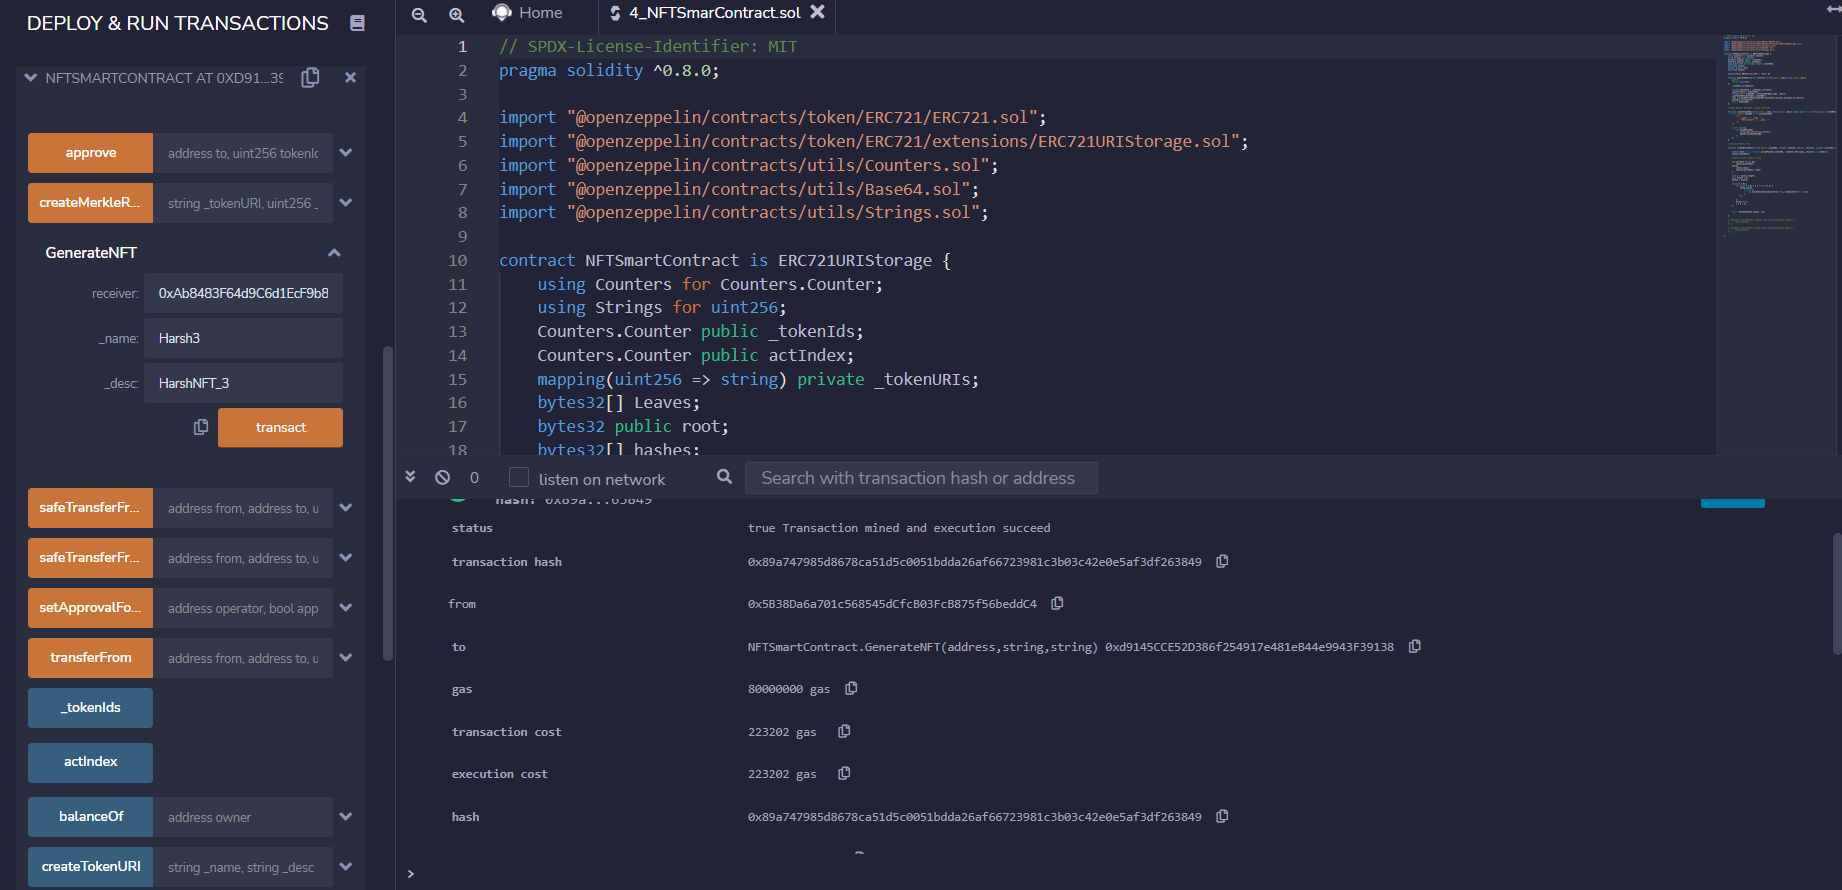 DEPLOY & RUN TRANSACTIONS
NFTSMARTCONTRACT AT 0XD91...39
approve address to, uint256 tokenId
createMerkleR... string _tokenURI, uint256 _
GenerateNFT
receiver: 0xAb8483F64d9C6d1EcF9b8
_name: Harsh3
_desc: HarshNFT_3
transact
safeTransferFr... address from, address to, u
safeTransferFr... address from, address to, u
setApprovalFo... address operator, bool app
transferFrom address from, address to, u
_tokenIds
actIndex
balanceOf address owner
createTokenURI string _name, string _desc
Home 4_NFTSmarContract.sol
1 // SPDX-License-Identifier: MIT
2 pragma solidity ^0.8.0;
3
4 import "@openzeppelin/contracts/token/ERC721/ERC721.sol";
5 import "@openzeppelin/contracts/token/ERC721/extensions/ERC721URIStorage.sol";
6 import "@openzeppelin/contracts/utils/Counters.sol";
7 import "@openzeppelin/contracts/utils/Base64.sol";
8 import "@openzeppelin/contracts/utils/Strings.sol";
9
10 contract NFTSmartContract is ERC721URIStorage {
11 using Counters for Counters.Counter;
12 using Strings for uint256;
13 Counters.Counter public _tokenIds;
14 Counters.Counter public actIndex;
15 mapping(uint256 => string) private _tokenURIs;
16 bytes32[] Leaves;
17 bytes32 public root;
18 bytes32[] hashes;
0 listen on network Search with transaction hash or address
hash: 0x89a...63849
status true Transaction mined and execution succeed
transaction hash 0x89a747985d8678ca51d5c0051bdda26af66723981c3b03c42e0e5af3df263849
from 0x5B38Da6a701c568545dCfcB03FcB875f56beddC4
to NFTSmartContract.GenerateNFT(address,string,string) 0xd9145CCE52D386f254917e481eB44e9943F39138
gas 80000000 gas
transaction cost 223202 gas
execution cost 223202 gas
hash 0x89a747985d8678ca51d5c0051bdda26af66723981c3b03c42e0e5af3df263849
>